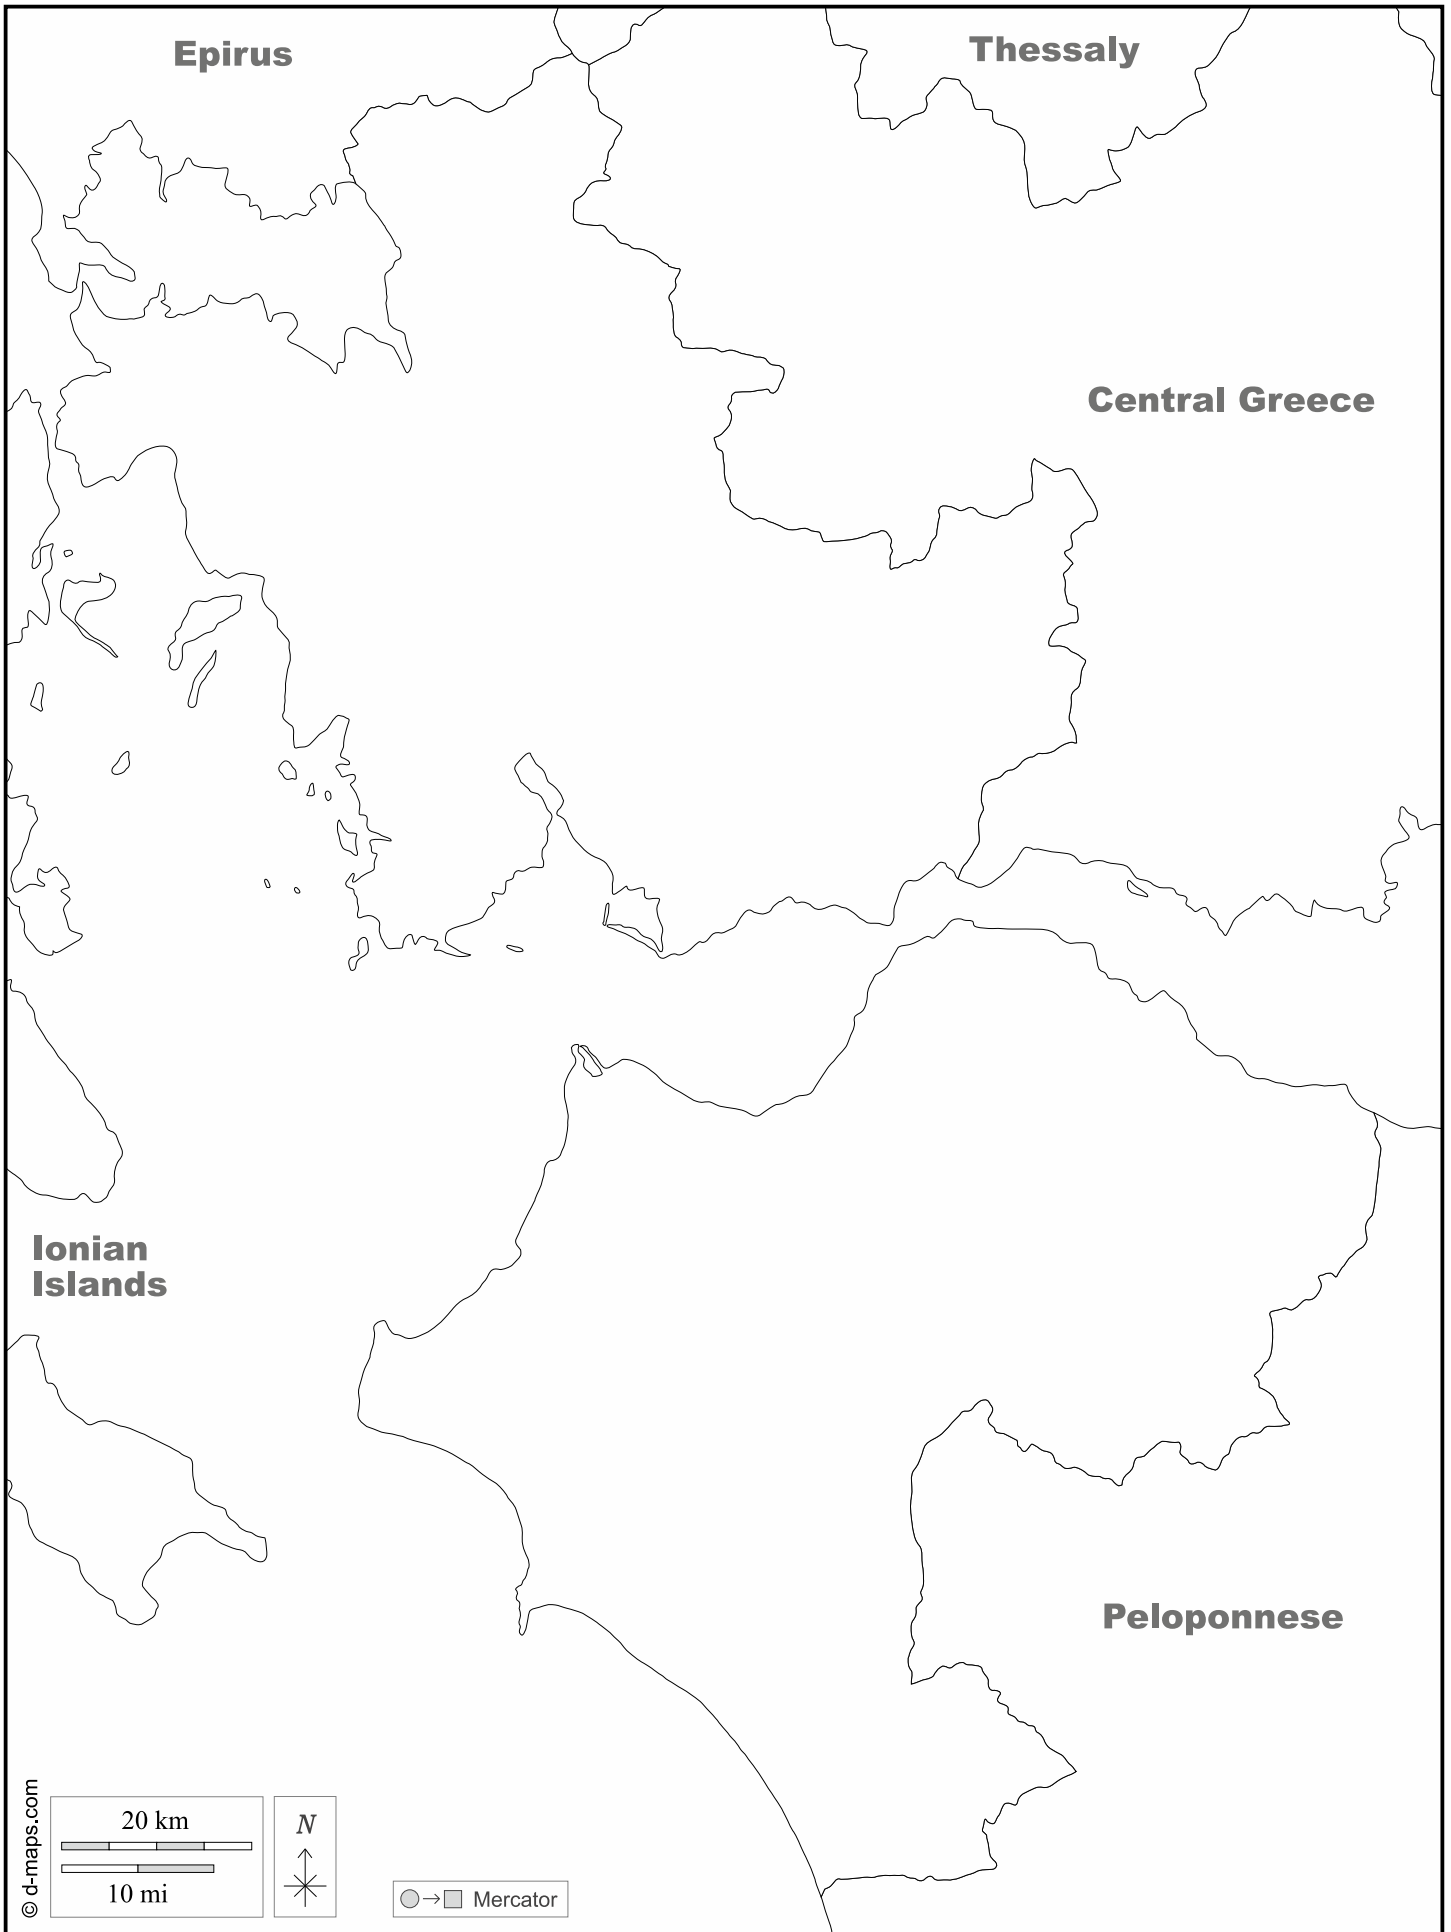 Epirus
Thessaly
Central Greece
Ionian
Islands
Peloponnese
© d-maps.com
20 km
10 mi
N
Mercator